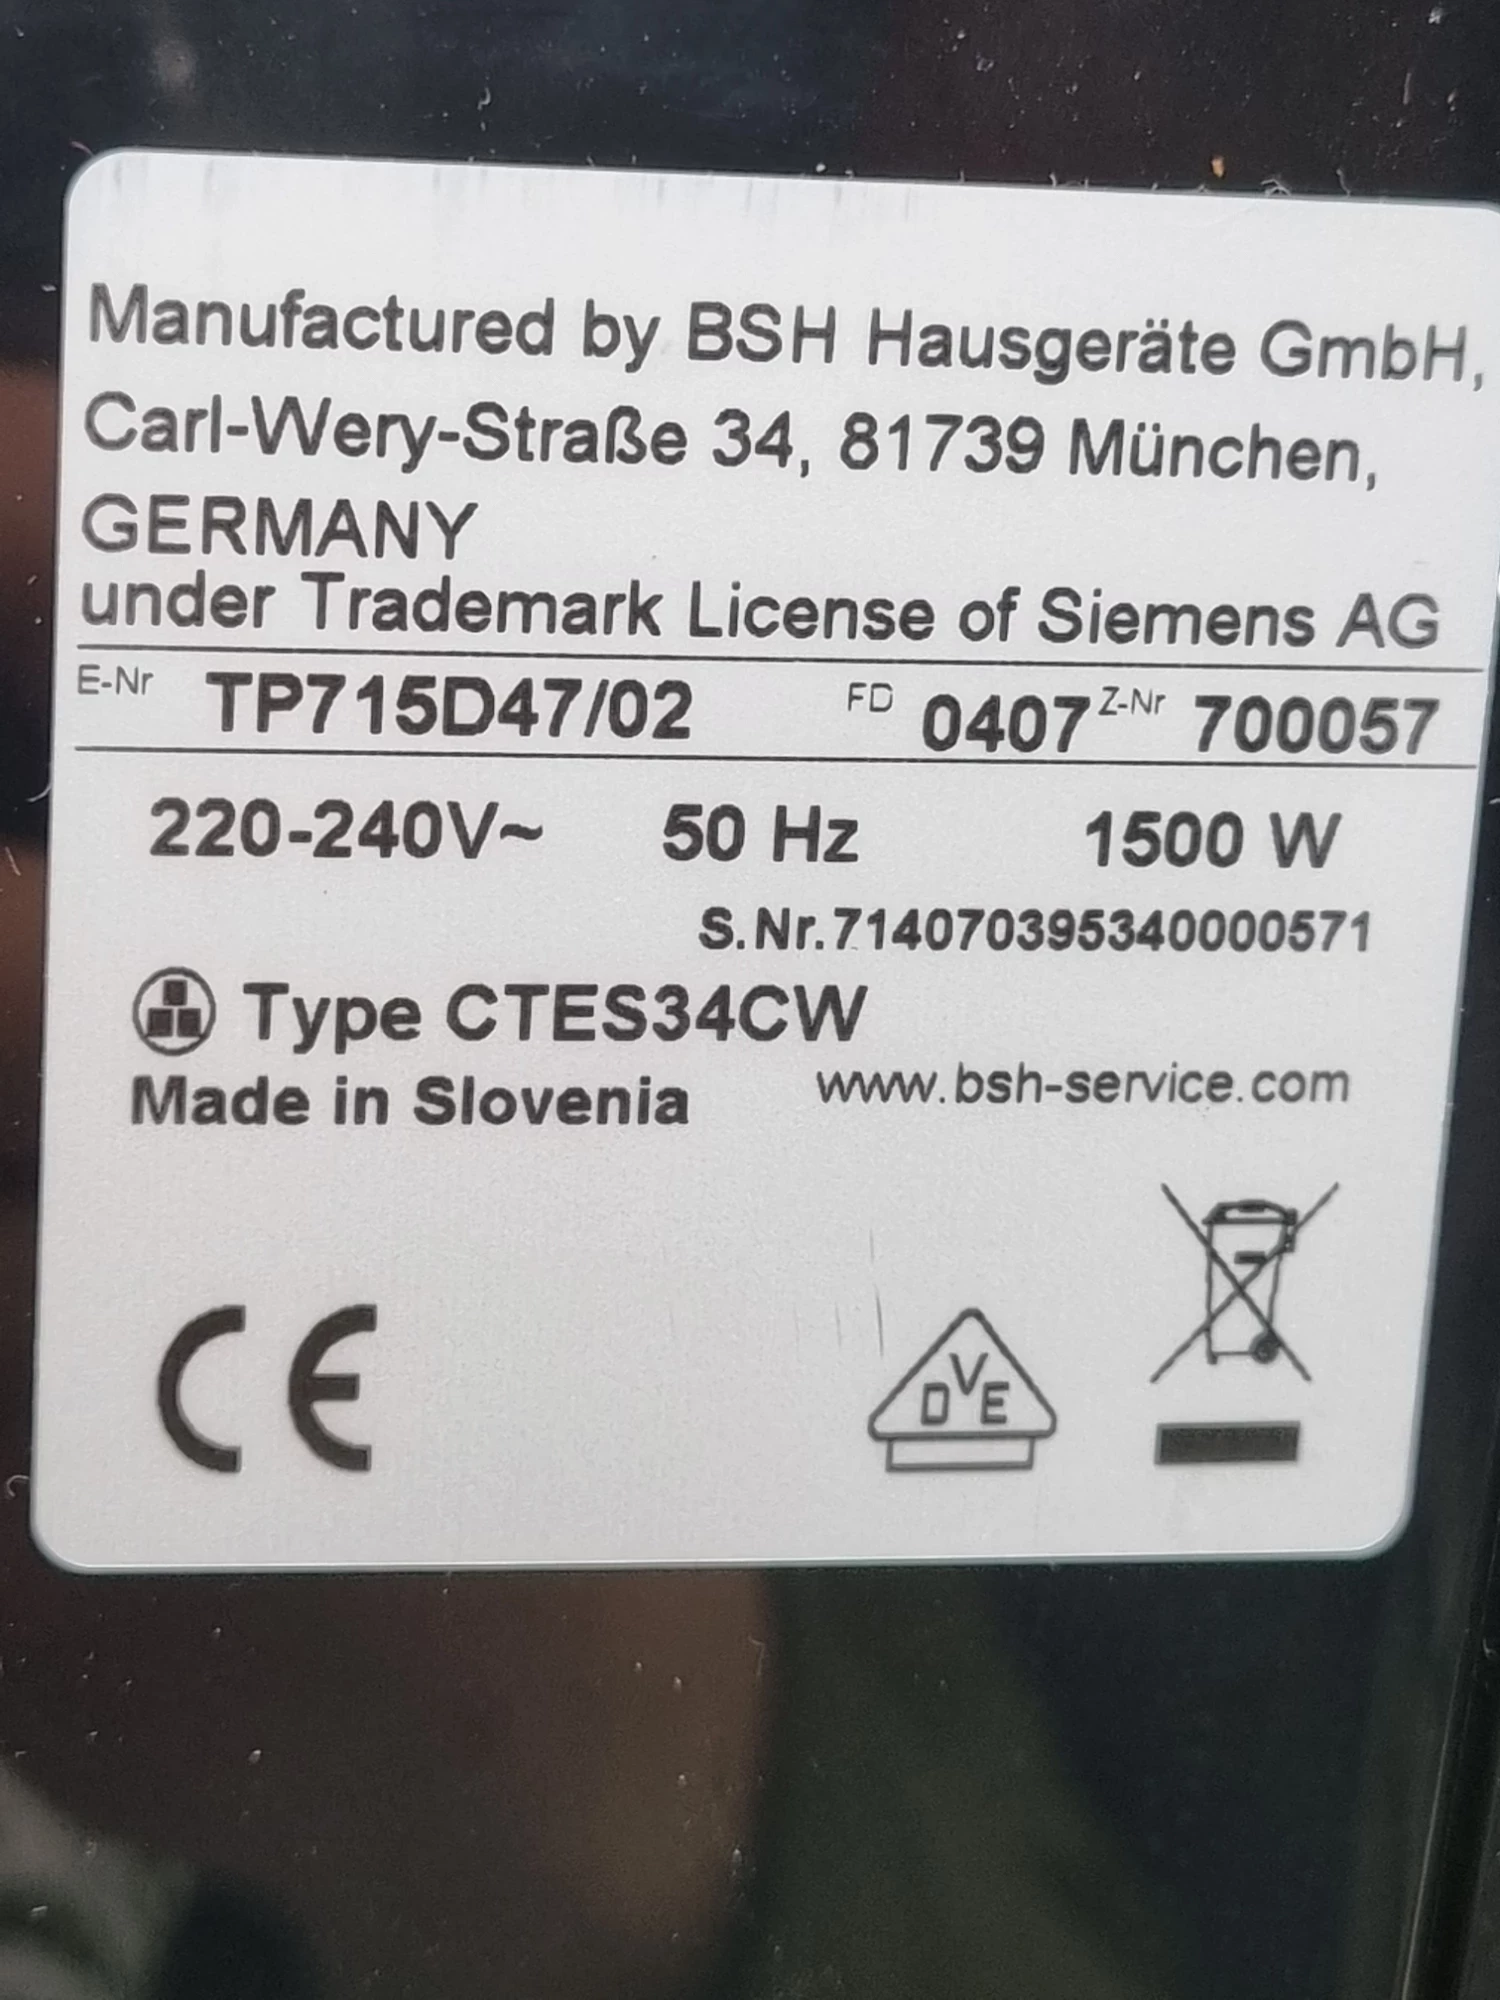 Manufactured by BSH Hausgeräte GmbH,
Carl-Wery-Straße 34, 81739 München,
GERMANY
under Trademark License of Siemens AG
E-Nr TP715D47/02 FD 0407 Z-Nr 700057
220-240V~ 50 Hz 1500 W
S.Nr.714070395340000571
Type CTES34CW
Made in Slovenia www.bsh-service.com
CE
DVE